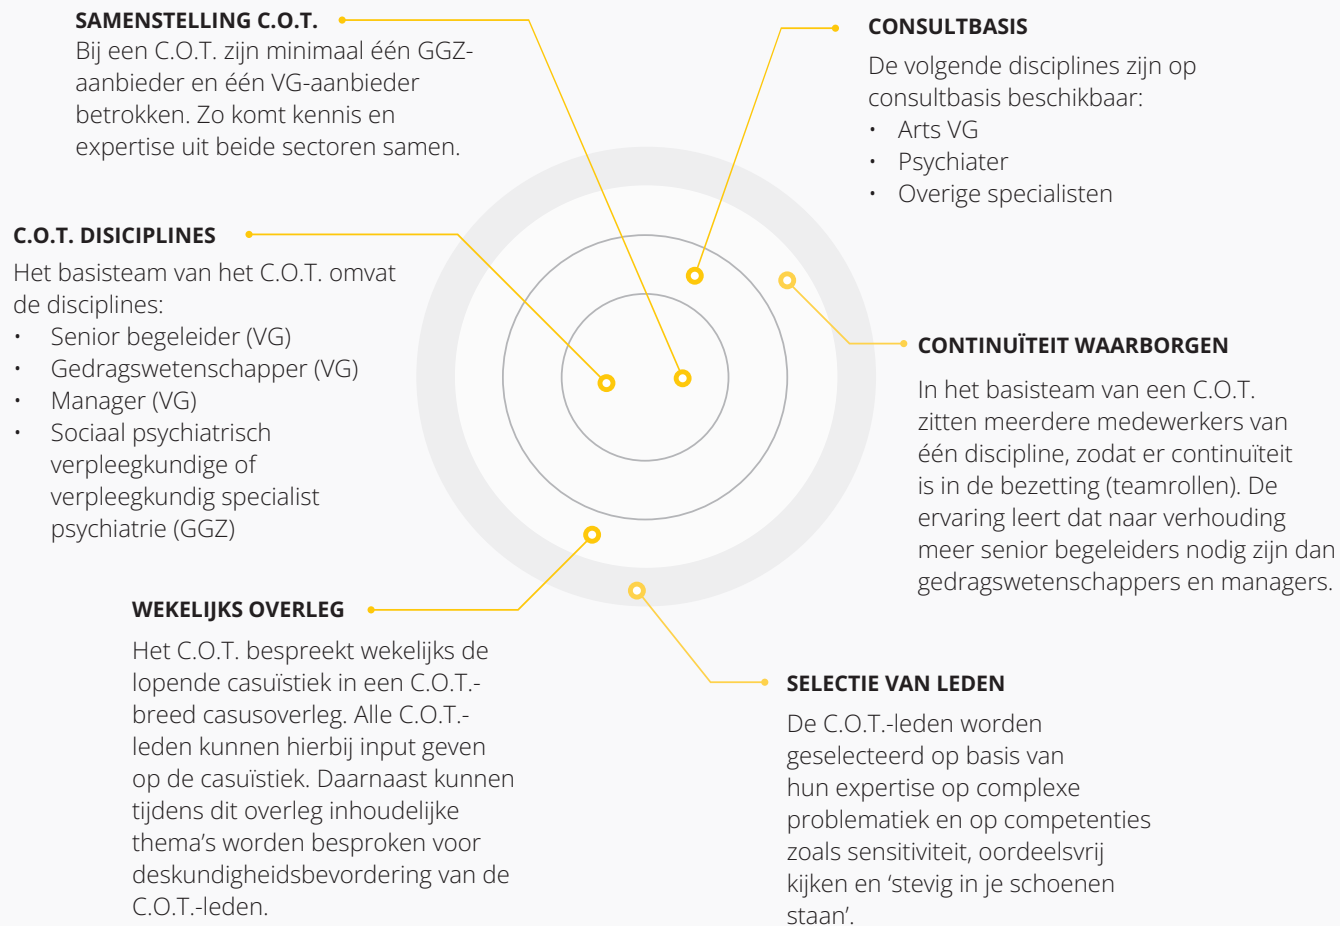 SAMENSTELLING C.O.T.
Bij een C.O.T. zijn minimaal één GGZ-
aanbieder en één VG-aanbieder
betrokken. Zo komt kennis en
expertise uit beide sectoren samen.
CONSULTBASIS
De volgende disciplines zijn op
consultbasis beschikbaar:
• Arts VG
• Psychiater
• Overige specialisten
C.O.T. DISICIPLINES
Het basisteam van het C.O.T. omvat
de disciplines:
• Senior begeleider (VG)
• Gedragswetenschapper (VG)
• Manager (VG)
• Sociaal psychiatrisch
verpleegkundige of
verpleegkundig specialist
psychiatrie (GGZ)
CONTINUÏTEIT WAARBORGEN
In het basisteam van een C.O.T.
zitten meerdere medewerkers van
één discipline, zodat er continuïteit
is in de bezetting (teamrollen). De
ervaring leert dat naar verhouding
meer senior begeleiders nodig zijn dan
gedragswetenschappers en managers.
WEKELIJKS OVERLEG
Het C.O.T. bespreekt wekelijks de
lopende casuïstiek in een C.O.T.-
breed casusoverleg. Alle C.O.T.-
leden kunnen hierbij input geven
op de casuïstiek. Daarnaast kunnen
tijdens dit overleg inhoudelijke
thema’s worden besproken voor
deskundigheidsbevordering van de
C.O.T.-leden.
SELECTIE VAN LEDEN
De C.O.T.-leden worden
geselecteerd op basis van
hun expertise op complexe
problematiek en op competenties
zoals sensitiviteit, oordeelsvrij
kijken en ‘stevig in je schoenen
staan’.